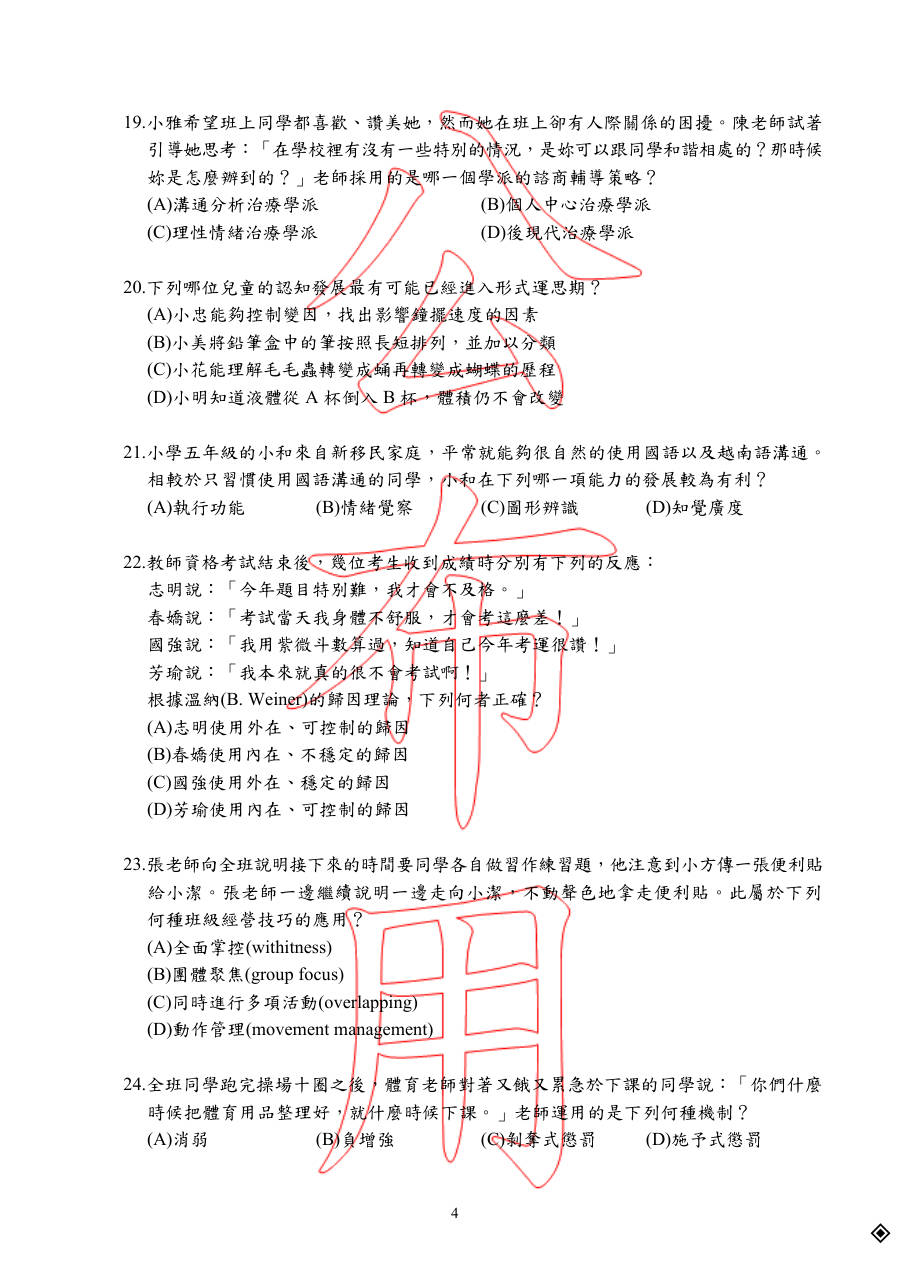 19.小雅希望班上同學都喜歡、讚美她，然而她在班上卻有人際關係的困擾。陳老師試著
引導她思考：「在學校裡有沒有一些特別的情況，是妳可以跟同學和諧相處的？那時候
妳是怎麼辦到的？」老師採用的是哪一個學派的諮商輔導策略？
(A)溝通分析治療學派 (B)個人中心治療學派
(C)理性情緒治療學派 (D)後現代治療學派
20.下列哪位兒童的認知發展最有可能已經進入形式運思期？
(A)小忠能夠控制變因，找出影響鐘擺速度的因素
(B)小美將鉛筆盒中的筆按照長短排列，並加以分類
(C)小花能理解毛毛蟲轉變成蛹再轉變成蝴蝶的歷程
(D)小明知道液體從 A 杯倒入 B 杯，體積仍不會改變
21.小學五年級的小和來自新移民家庭，平常就能夠很自然的使用國語以及越南語溝通。
相較於只習慣使用國語溝通的同學，小和在下列哪一項能力的發展較為有利？
(A)執行功能 (B)情緒覺察 (C)圖形辨識 (D)知覺廣度
22.教師資格考試結束後，幾位考生收到成績時分別有下列的反應：
志明說：「今年題目特別難，我才會不及格。」
春嬌說：「考試當天我身體不舒服，才會考這麼差！」
國強說：「我用紫微斗數算過，知道自己今年考運很讚！」
芳瑜說：「我本來就真的很不會考試啊！」
根據溫納(B. Weiner)的歸因理論，下列何者正確？
(A)志明使用外在、可控制的歸因
(B)春嬌使用內在、不穩定的歸因
(C)國強使用外在、穩定的歸因
(D)芳瑜使用內在、可控制的歸因
23.張老師向全班說明接下來的時間要同學各自做習作練習題，他注意到小方傳一張便利貼
給小潔。張老師一邊繼續說明一邊走向小潔，不動聲色地拿走便利貼。此屬於下列
何種班級經營技巧的應用？
(A)全面掌控(withitness)
(B)團體聚焦(group focus)
(C)同時進行多項活動(overlapping)
(D)動作管理(movement management)
24.全班同學跑完操場十圈之後，體育老師對著又餓又累急於下課的同學說：「你們什麼
時候把體育用品整理好，就什麼時候下課。」老師運用的是下列何種機制？
(A)消弱 (B)負增強 (C)剝奪式懲罰 (D)施予式懲罰
4
公布用